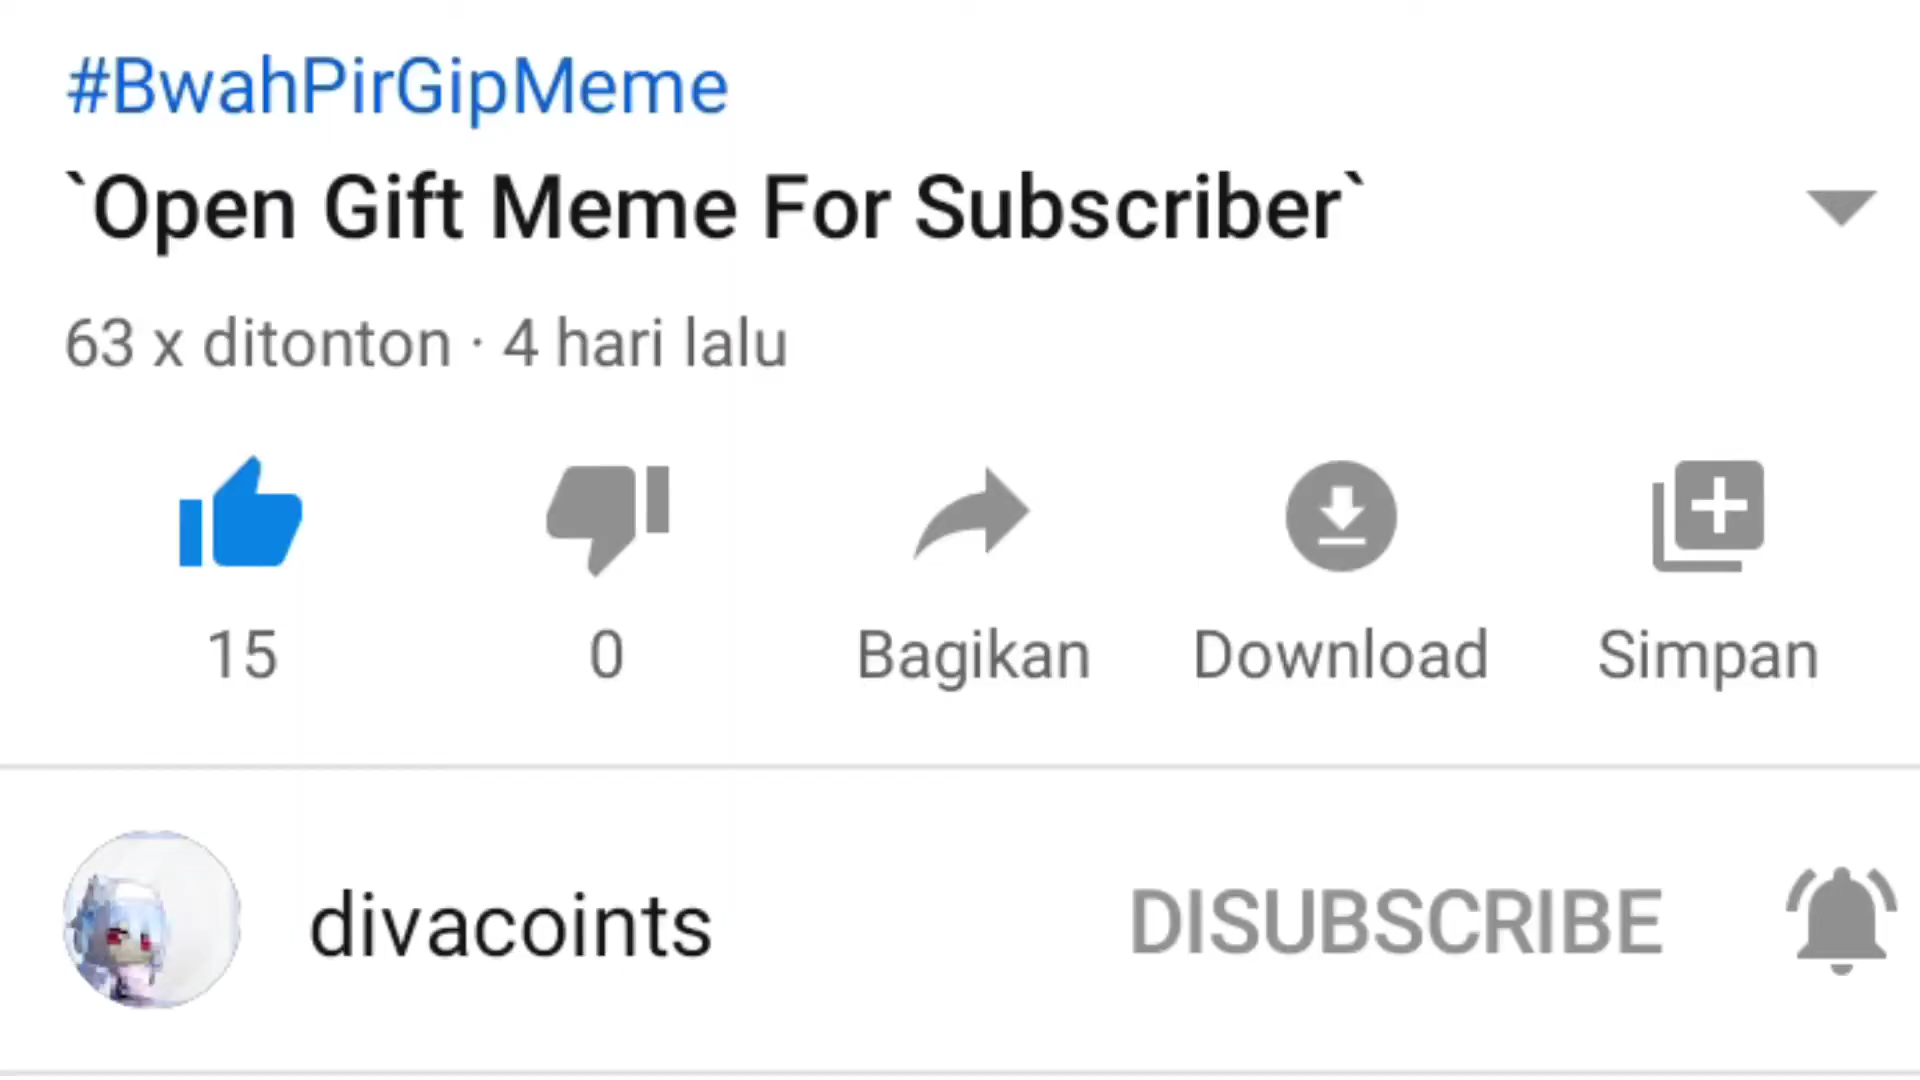 #BwahPirGipMeme
`Open Gift Meme For Subscriber`
63 x ditonton · 4 hari lalu
15 0 Bagikan Download Simpan
divacoints DISUBSCRIBE